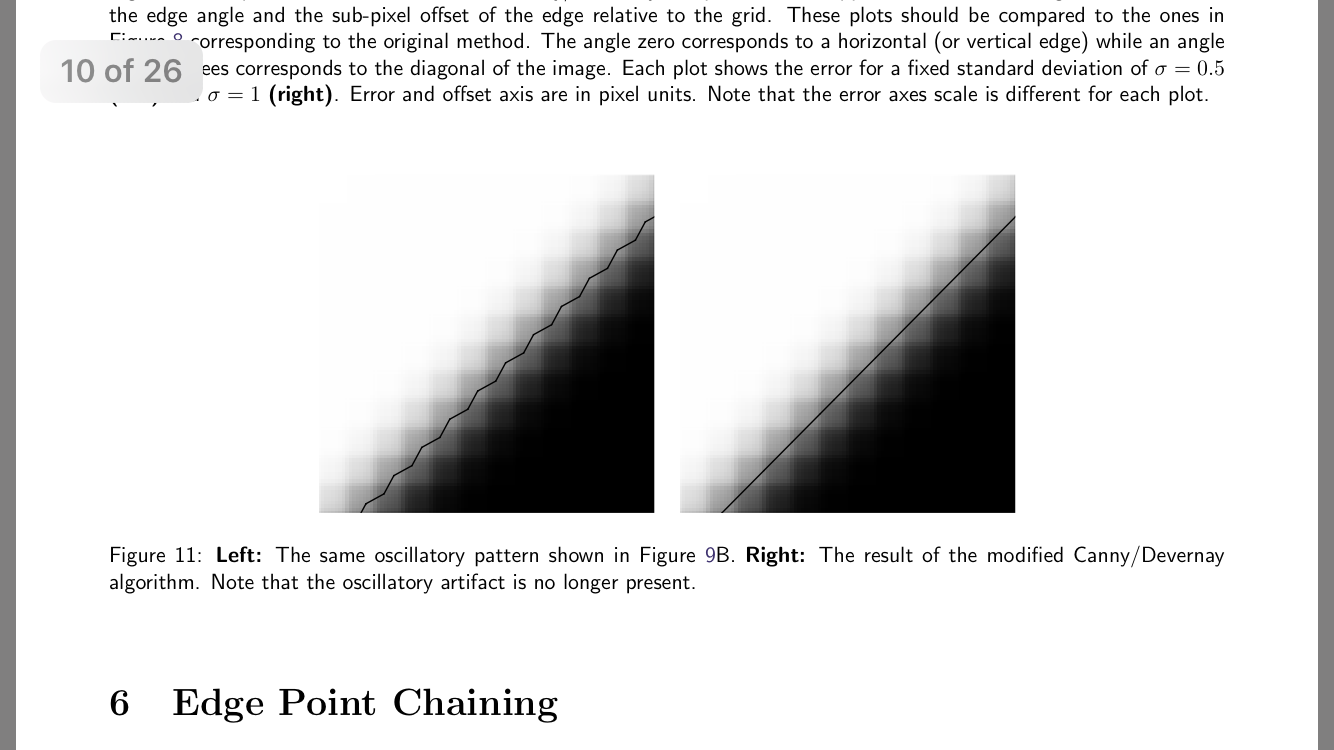 the edge angle and the sub-pixel offset of the edge relative to the grid. These plots should be compared to the ones in
corresponding to the original method. The angle zero corresponds to a horizontal (or vertical edge) while an angle
10 of 26
ees corresponds to the diagonal of the image. Each plot shows the error for a fixed standard deviation of σ = 0.5
σ = 1 (right). Error and offset axis are in pixel units. Note that the error axes scale is different for each plot.
Figure 11: Left: The same oscillatory pattern shown in Figure 9B. Right: The result of the modified Canny/Devernay
algorithm. Note that the oscillatory artifact is no longer present.
6 Edge Point Chaining